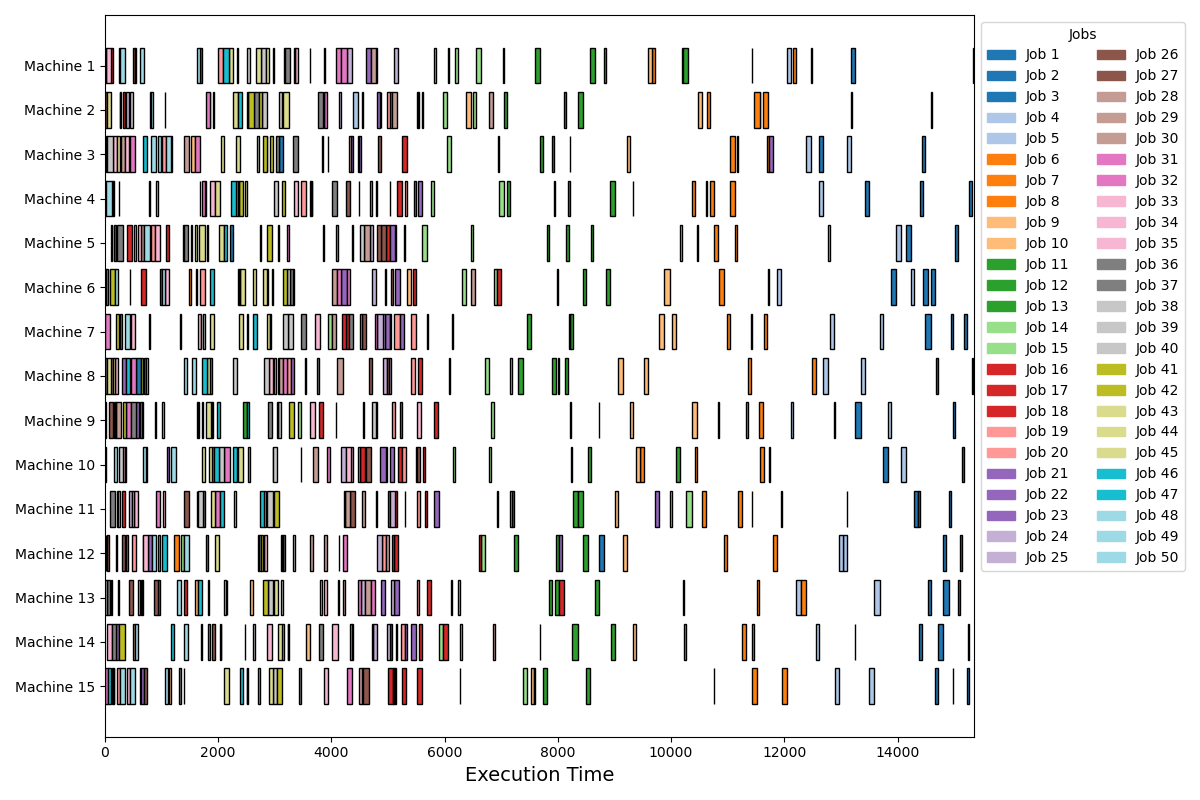 Machine 1
Machine 2
Machine 3
Machine 4
Machine 5
Machine 6
Machine 7
Machine 8
Machine 9
Machine 10
Machine 11
Machine 12
Machine 13
Machine 14
Machine 15
0 2000 4000 6000 8000 10000 12000 14000
Execution Time
Jobs
Job 1 Job 26
Job 2 Job 27
Job 3 Job 28
Job 4 Job 29
Job 5 Job 30
Job 6 Job 31
Job 7 Job 32
Job 8 Job 33
Job 9 Job 34
Job 10 Job 35
Job 11 Job 36
Job 12 Job 37
Job 13 Job 38
Job 14 Job 39
Job 15 Job 40
Job 16 Job 41
Job 17 Job 42
Job 18 Job 43
Job 19 Job 44
Job 20 Job 45
Job 21 Job 46
Job 22 Job 47
Job 23 Job 48
Job 24 Job 49
Job 25 Job 50